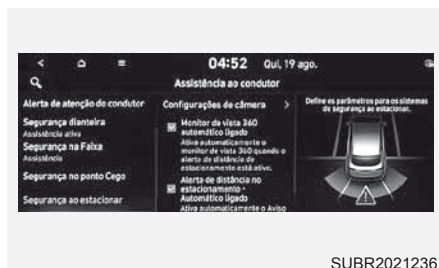 04:52 Qui, 19 ago.
Assistência ao condutor
Alerta de atenção do condutor
Segurança dianteira
Assistência ativa
Segurança na Faixa
Assistência
Segurança no ponto Cego
Segurança ao estacionar
Configurações de câmera >
Monitor da vista 360
automático ligado
Ativa automaticamente o
monitor de vista 360 quando o
alerta de distância de
estacionamento está ativo.
Alerta de distância no
estacionamento -
Automático ligado
Ativa automaticamente o Aviso
Define os parâmetros para os sistemas
de segurança ao estacionar.
SUBR2021236